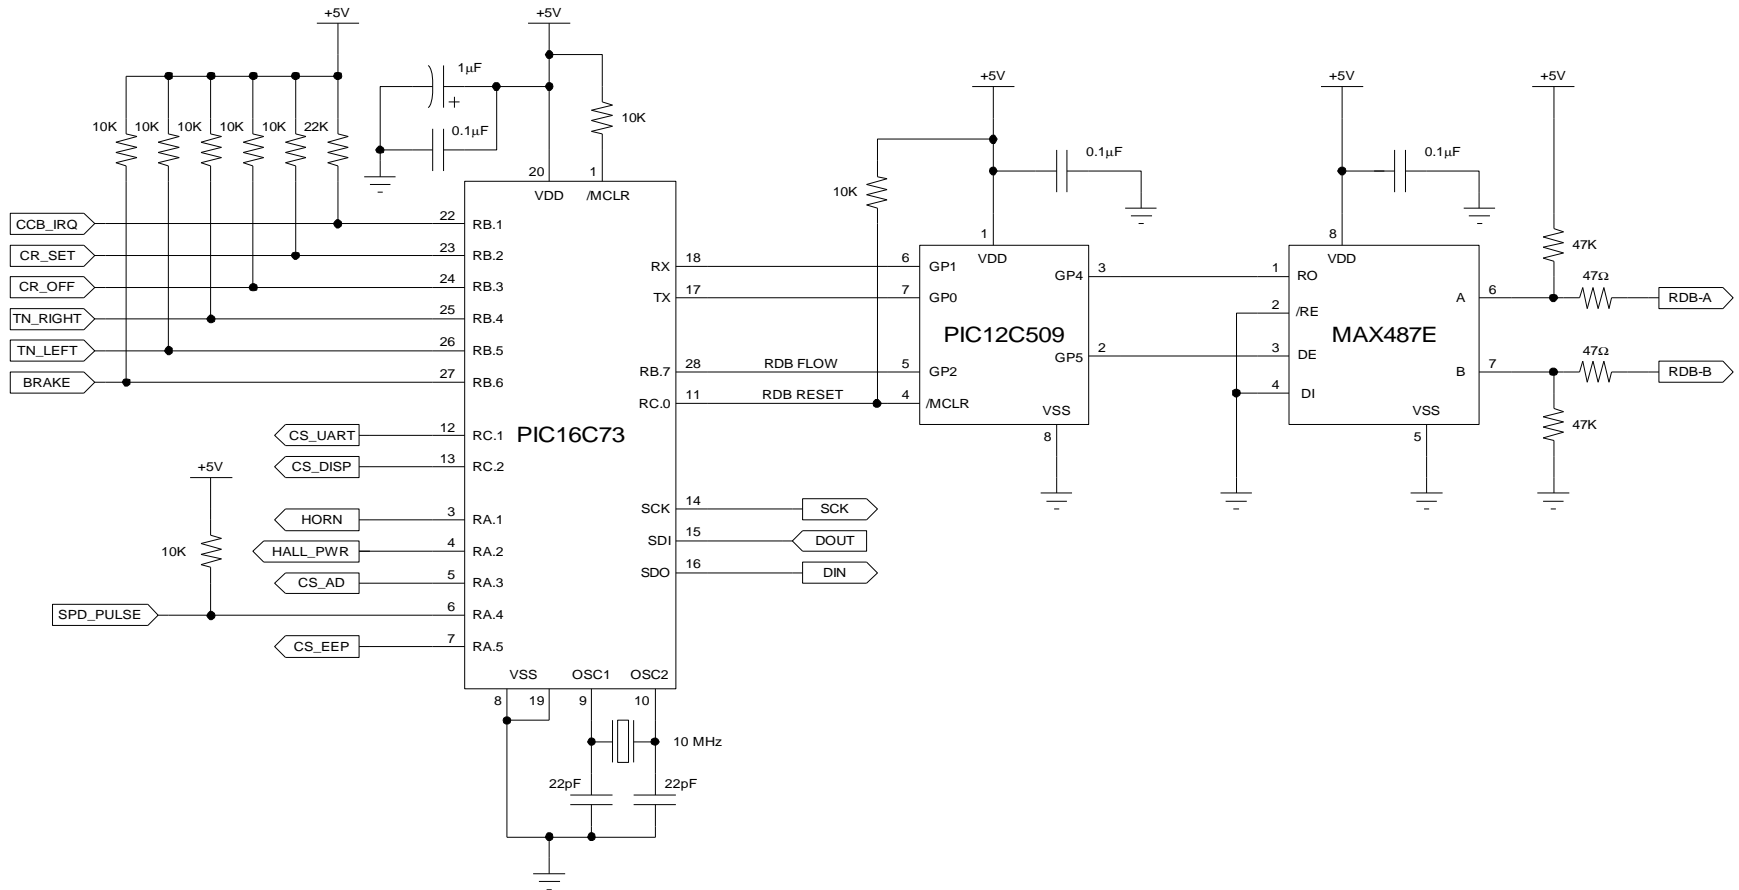 +5V
+5V
1µF
+
0.1µF
10K
10K 10K 10K 10K 10K 22K
+5V
+5V
+5V
0.1µF
0.1µF
10K
47K
20
1
VDD
/MCLR
CCB_IRQ
22
RB.1
CR_SET
23
RB.2
CR_OFF
24
RB.3
TN_RIGHT
25
RB.4
TN_LEFT
26
RB.5
BRAKE
27
RB.6
CS_UART
12
RC.1
CS_DISP
13
RC.2
+5V
10K
HORN
3
RA.1
HALL_PWR
4
RA.2
CS_AD
5
RA.3
SPD_PULSE
6
RA.4
CS_EEP
7
RA.5
PIC16C73
RX
18
TX
17
RB.7
28
RDB FLOW
RC.0
11
RDB RESET
SCK
14
SCK
SDI
15
DOUT
SDO
16
DIN
VSS
OSC1
OSC2
8
19
9
10
10 MHz
22pF
22pF
1
VDD
6
GP1
7
GP0
5
GP2
4
/MCLR
PIC12C509
GP4
3
GP5
2
VSS
8
8
VDD
1
RO
2
/RE
3
DE
4
DI
MAX487E
A
6
B
7
VSS
5
47Ω
RDB-A
47Ω
RDB-B
47K